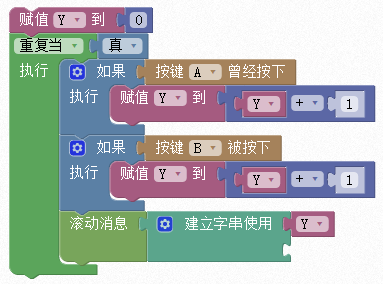 赋值 Y 到 0
重复当 真
执行 如果 按键 A 曾经按下
执行 赋值 Y 到 Y + 1
如果 按键 B 被按下
执行 赋值 Y 到 Y + 1
滚动消息 建立字串使用 Y